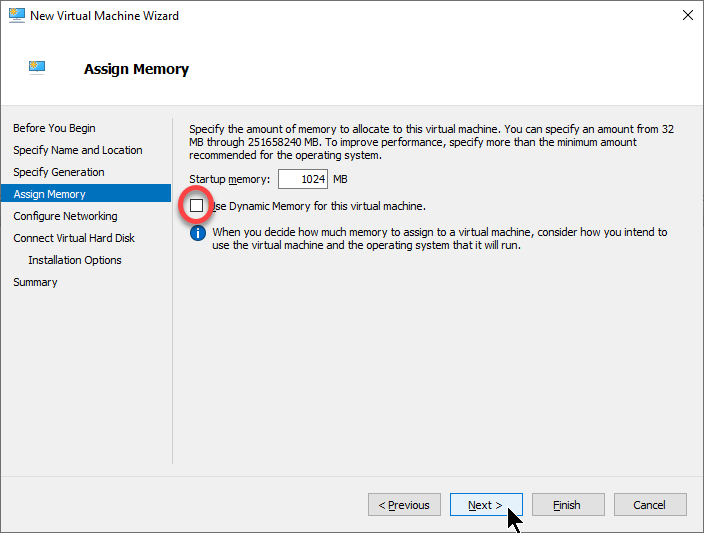 New Virtual Machine Wizard
Assign Memory
Before You Begin
Specify Name and Location
Specify Generation
Assign Memory
Configure Networking
Connect Virtual Hard Disk
Installation Options
Summary
Specify the amount of memory to allocate to this virtual machine. You can specify an amount from 32
MB through 251658240 MB. To improve performance, specify more than the minimum amount
recommended for the operating system.
Startup memory: 1024 MB
Use Dynamic Memory for this virtual machine.
When you decide how much memory to assign to a virtual machine, consider how you intend to
use the virtual machine and the operating system that it will run.
< Previous Next > Finish Cancel